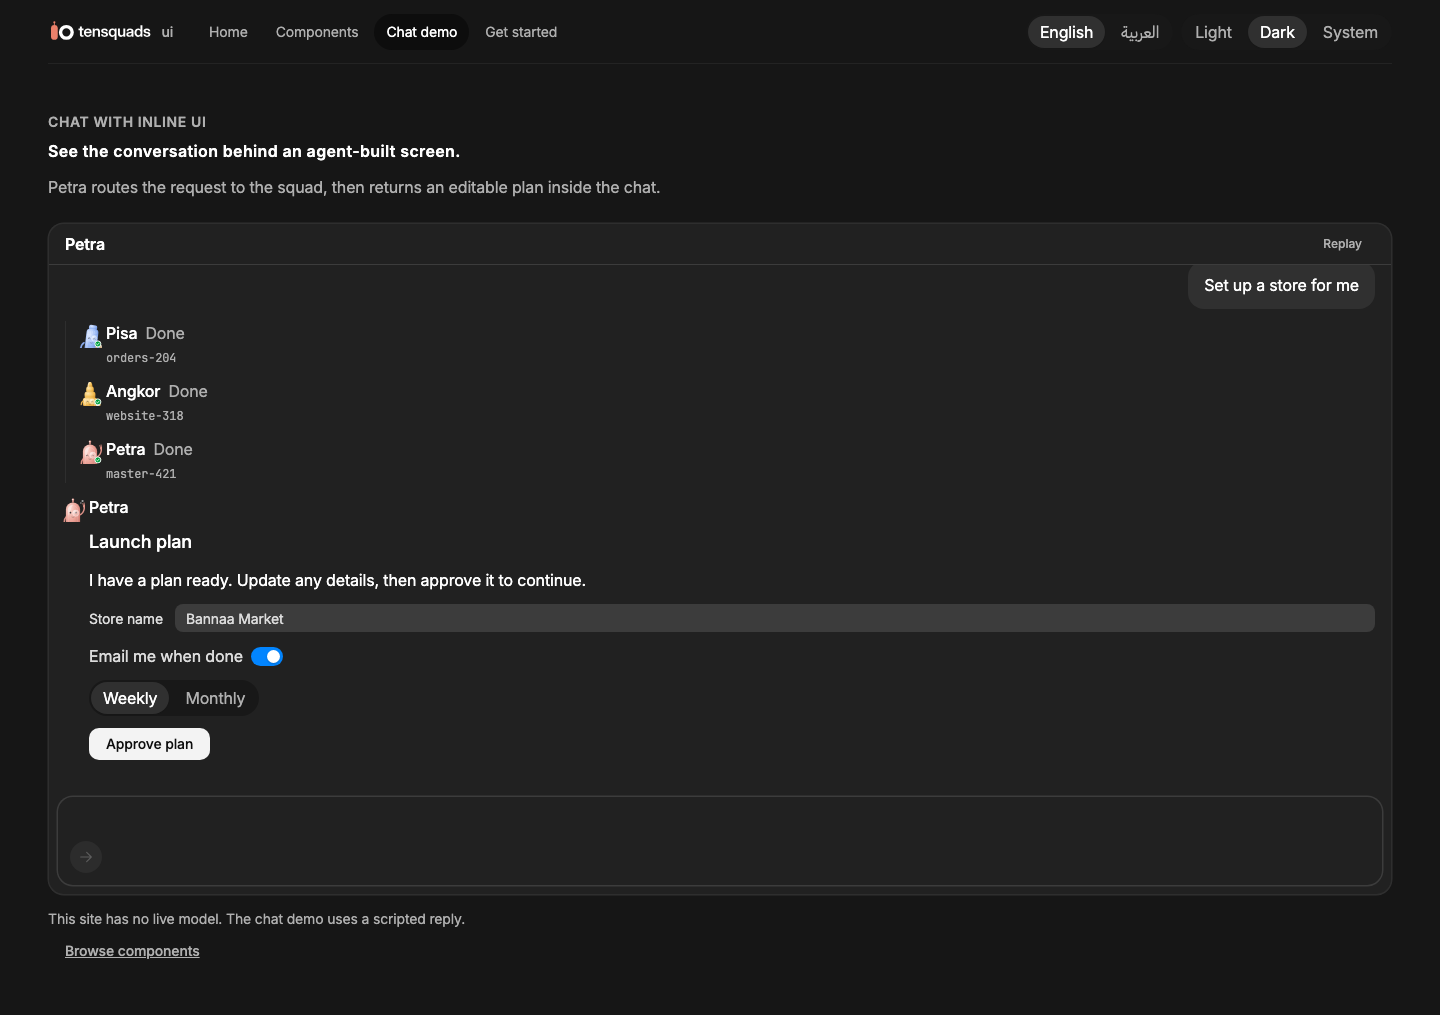 tensquads ui
Home
Components
Chat demo
Get started
English
العربية
Light
Dark
System
CHAT WITH INLINE UI
See the conversation behind an agent-built screen.
Petra routes the request to the squad, then returns an editable plan inside the chat.
Petra
Replay
Set up a store for me
Pisa Done
orders-204
Angkor Done
website-318
Petra Done
master-421
Petra
Launch plan
I have a plan ready. Update any details, then approve it to continue.
Store name Bannaa Market
Email me when done
Weekly Monthly
Approve plan
This site has no live model. The chat demo uses a scripted reply.
Browse components